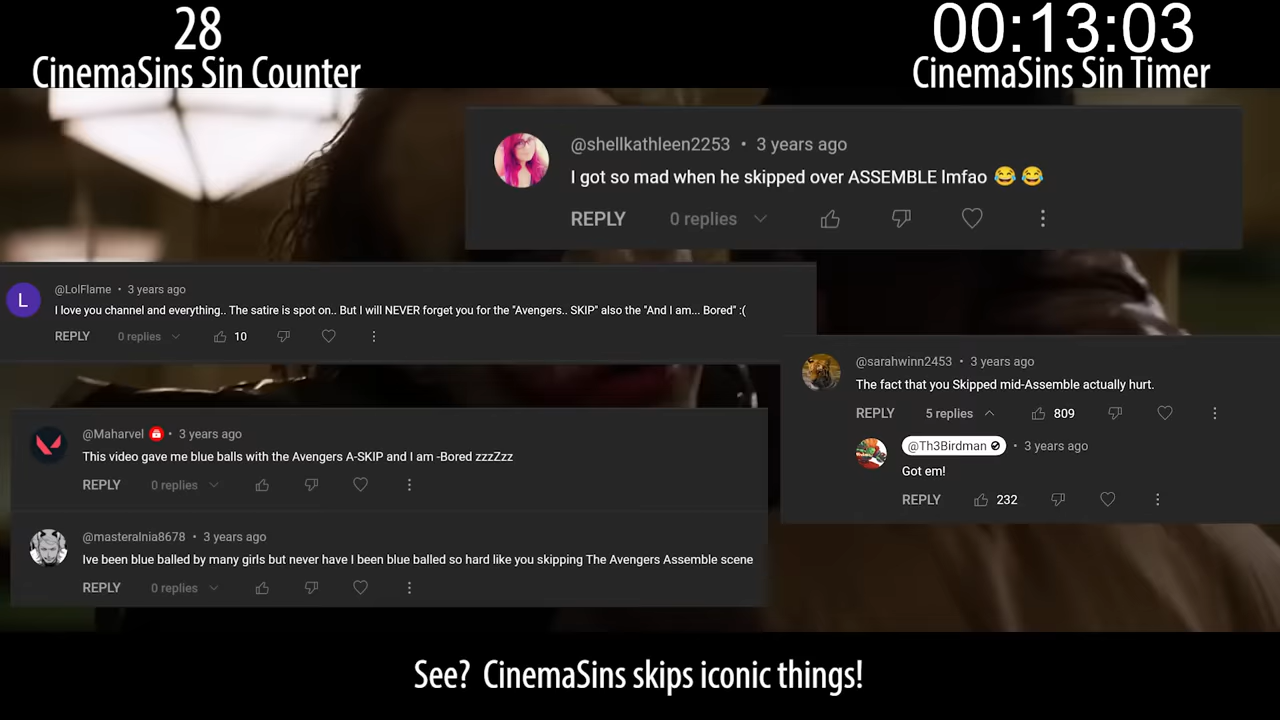 28
CinemaSins Sin Counter
00:13:03
CinemaSins Sin Timer
@shellkathleen2253 • 3 years ago
I got so mad when he skipped over ASSEMBLE lmfao 😂😂
REPLY 0 replies
L
@LolFlame • 3 years ago
I love you channel and everything.. The satire is spot on.. But I will NEVER forget you for the "Avengers.. SKIP" also the "And I am... Bored" :(
REPLY 0 replies 10
@sarahwinn2453 • 3 years ago
The fact that you Skipped mid-Assemble actually hurt.
REPLY 5 replies 809
@Th3Birdman • 3 years ago
Got em!
REPLY 232
@Maharvel • 3 years ago
This video gave me blue balls with the Avengers A-SKIP and I am -Bored zzzZzz
REPLY 0 replies
@masteralnia8678 • 3 years ago
Ive been blue balled by many girls but never have I been blue balled so hard like you skipping The Avengers Assemble scene
REPLY 0 replies
See? CinemaSins skips iconic things!